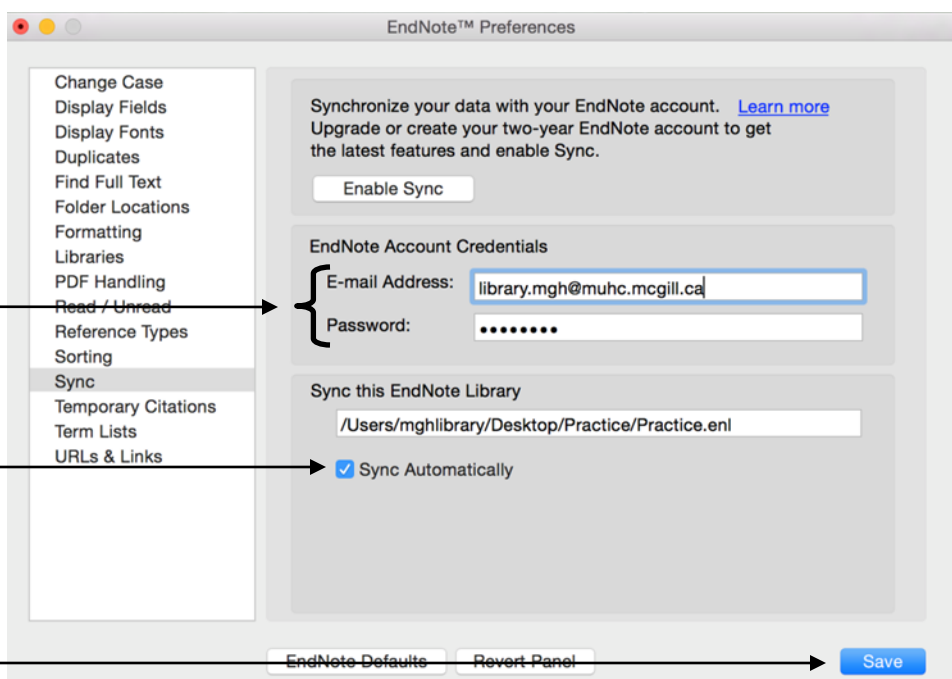 EndNote™ Preferences
Change Case
Display Fields
Display Fonts
Duplicates
Find Full Text
Folder Locations
Formatting
Libraries
PDF Handling
Read / Unread
Reference Types
Sorting
Sync
Temporary Citations
Term Lists
URLs & Links
Synchronize your data with your EndNote account. Learn more
Upgrade or create your two-year EndNote account to get
the latest features and enable Sync.
Enable Sync
EndNote Account Credentials
E-mail Address: library.mgh@muhc.mcgill.ca
Password: ••••••••
Sync this EndNote Library
/Users/mghlibrary/Desktop/Practice/Practice.enl
Sync Automatically
EndNote Defaults Revert Panel Save